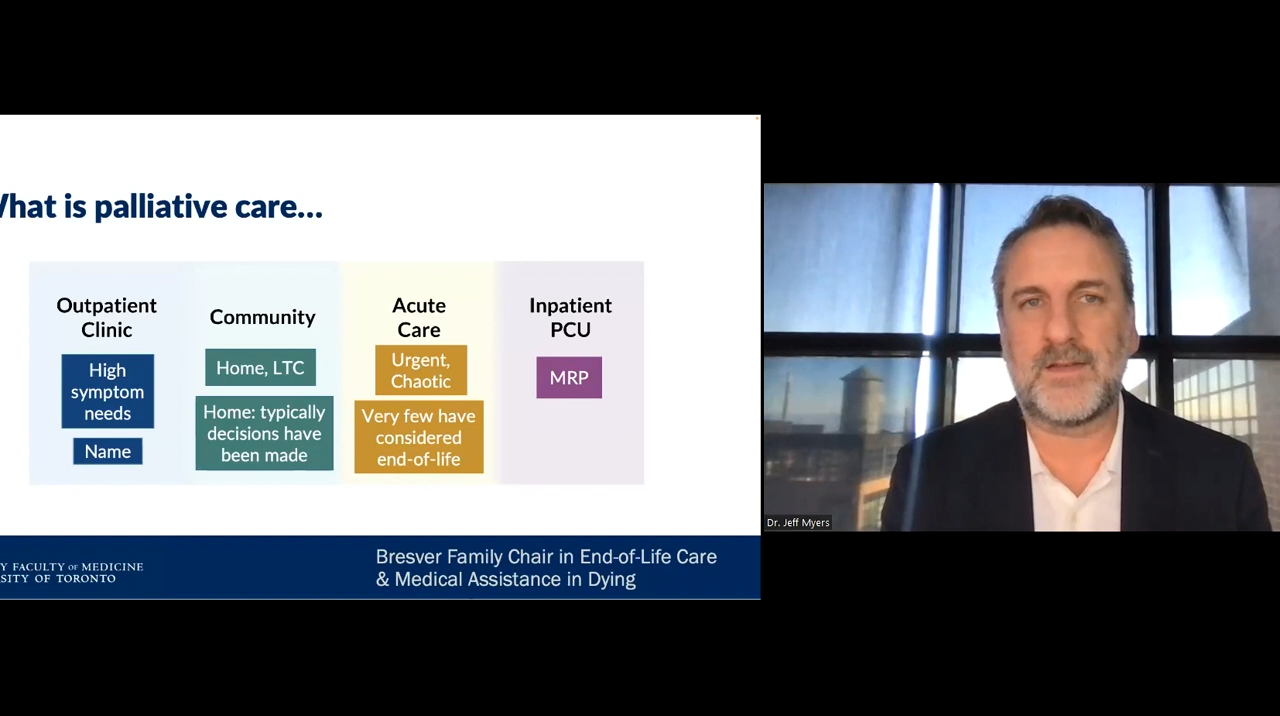 What is palliative care...
Outpatient
Clinic
High
symptom
needs
Name
Community
Home, LTC
Home: typically
decisions have
been made
Acute
Care
Urgent,
Chaotic
Very few have
considered
end-of-life
Inpatient
PCU
MRP
Y FACULTY OF MEDICINE
SITY OF TORONTO
Bresver Family Chair in End-of-Life Care
& Medical Assistance in Dying
Dr. Jeff Myers